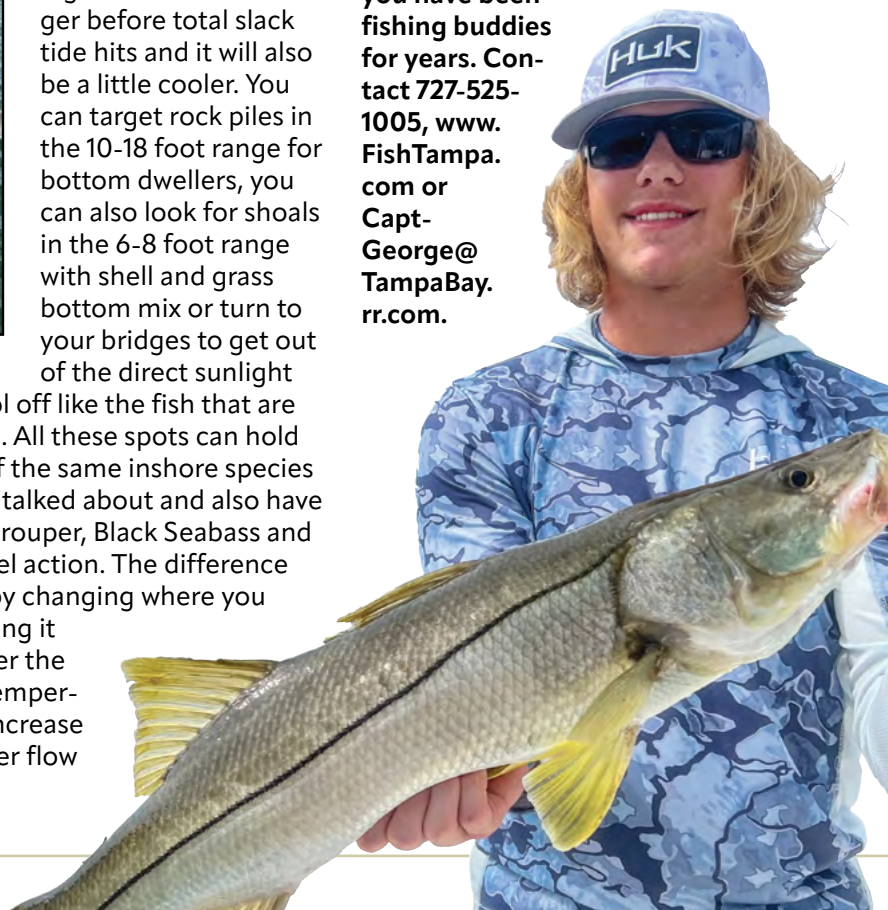 ger before total slack
tide hits and it will also
be a little cooler. You
can target rock piles in
the 10-18 foot range for
bottom dwellers, you
can also look for shoals
in the 6-8 foot range
with shell and grass
bottom mix or turn to
your bridges to get out
of the direct sunlight
l off like the fish that are
. All these spots can hold
f the same inshore species
talked about and also have
rouper, Black Seabass and
el action. The difference
by changing where you
ng it
er the
emper-
ncrease
er flow
you have been
fishing buddies
for years. Con-
tact 727-525-
1005, www.
FishTampa.
com or
Capt-
George@
TampaBay.
rr.com.
Huk